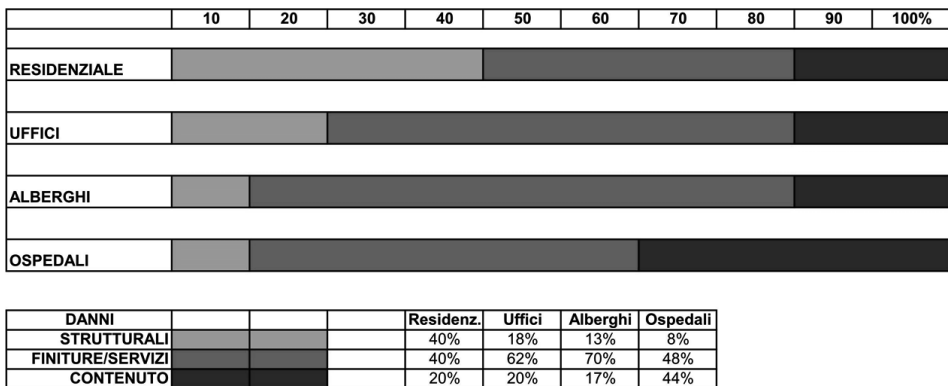 10 20 30 40 50 60 70 80 90 100%
RESIDENZIALE
UFFICI
ALBERGHI
OSPEDALI
DANNI Residenz. Uffici Alberghi Ospedali
STRUTTURALI 40% 18% 13% 8%
FINITURE/SERVIZI 40% 62% 70% 48%
CONTENUTO 20% 20% 17% 44%